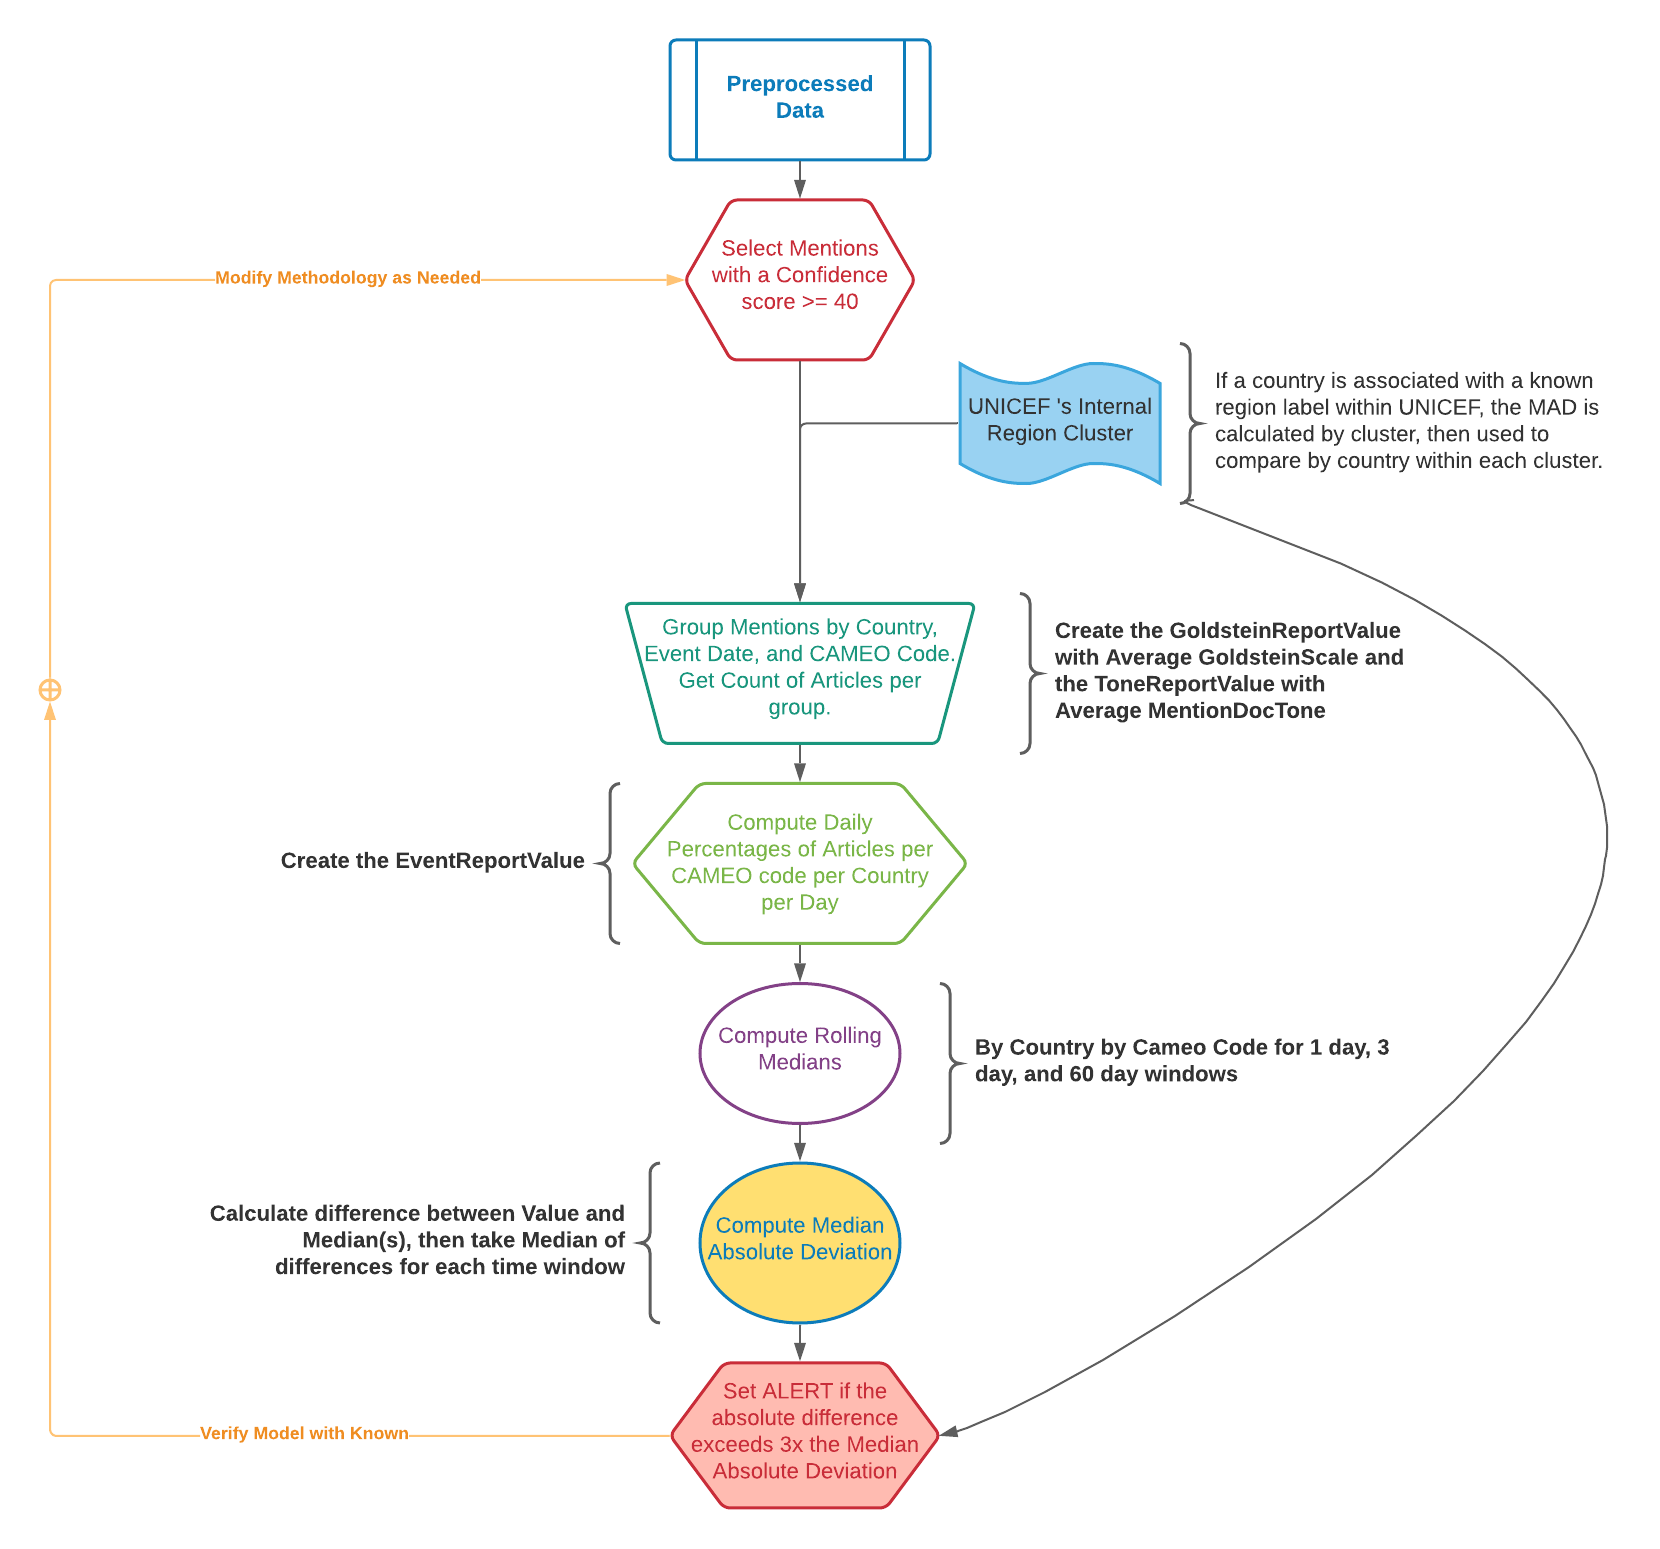 Preprocessed
Data
Select Mentions
with a Confidence
score >= 40
Modify Methodology as Needed
UNICEF 's Internal
Region Cluster
If a country is associated with a known
region label within UNICEF, the MAD is
calculated by cluster, then used to
compare by country within each cluster.
Group Mentions by Country,
Event Date, and CAMEO Code.
Get Count of Articles per
group.
Create the GoldsteinReportValue
with Average GoldsteinScale and
the ToneReportValue with
Average MentionDocTone
Create the EventReportValue
Compute Daily
Percentages of Articles per
CAMEO code per Country
per Day
Compute Rolling
Medians
By Country by Cameo Code for 1 day, 3
day, and 60 day windows
Calculate difference between Value and
Median(s), then take Median of
differences for each time window
Compute Median
Absolute Deviation
Set ALERT if the
absolute difference
exceeds 3x the Median
Absolute Deviation
Verify Model with Known